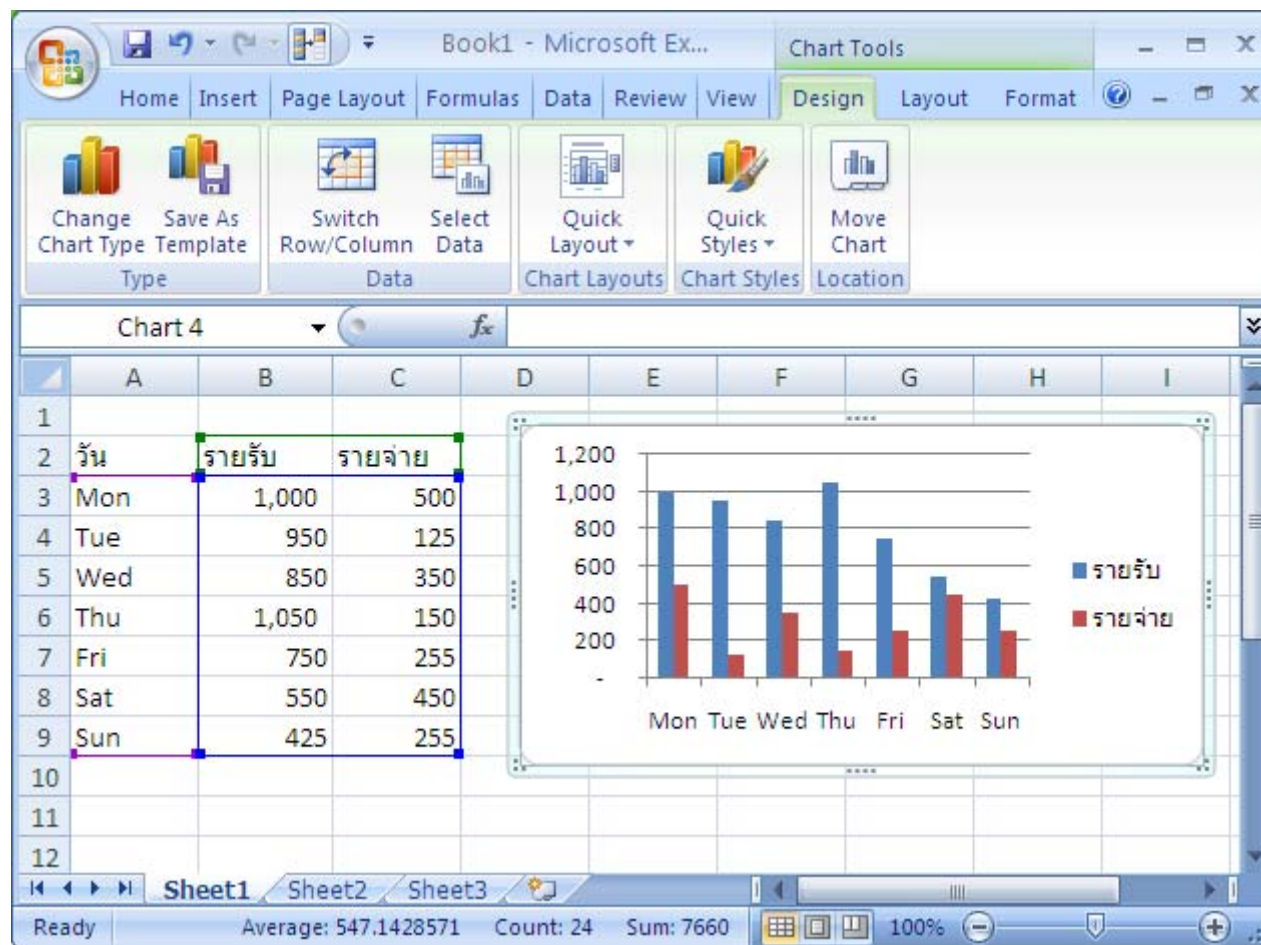 Book1 - Microsoft Ex... Chart Tools
Home Insert Page Layout Formulas Data Review View Design Layout Format
Change Chart Type Save As Template Switch Row/Column Select Data Quick Layout Quick Styles Move Chart
Type Data Chart Layouts Chart Styles Location
Chart 4 fx
A B C D E F G H I
1
2 วัน รายรับ รายจ่าย
3 Mon 1,000 500
4 Tue 950 125
5 Wed 850 350
6 Thu 1,050 150
7 Fri 750 255
8 Sat 550 450
9 Sun 425 255
10
11
12
1,200
1,000
800
600
400
200
-
Mon Tue Wed Thu Fri Sat Sun
รายรับ
รายจ่าย
Sheet1 Sheet2 Sheet3
Ready Average: 547.1428571 Count: 24 Sum: 7660 100%